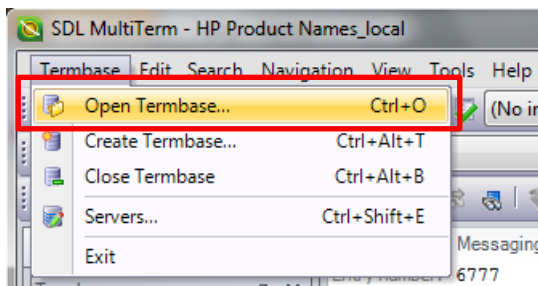 SDL MultiTerm - HP Product Names_local
Termbase Edit Search Navigation View Tools Help
Open Termbase... Ctrl+O
(No in
Create Termbase... Ctrl+Alt+T
Close Termbase Ctrl+Alt+B
Servers... Ctrl+Shift+E
Exit
Messaging
6777